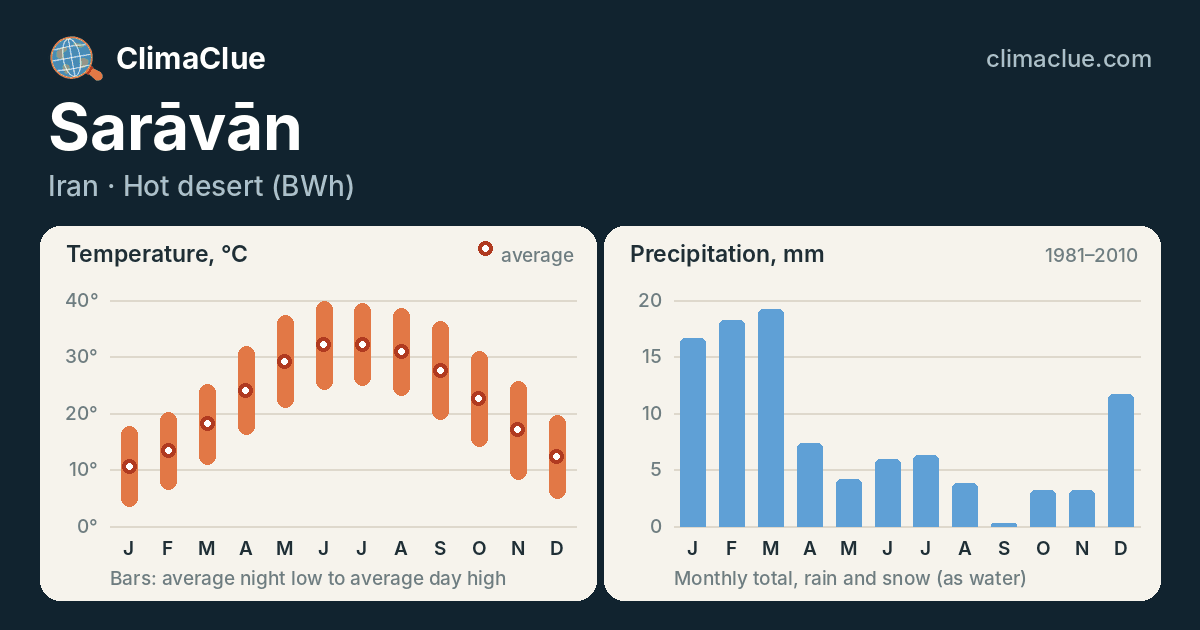 ClimaClue
climaclue.com
Sarāvān
Iran · Hot desert (BWh)
Temperature, °C
average
40°
30°
20°
10°
0°
J F M A M J J A S O N D
Bars: average night low to average day high
Precipitation, mm
1981–2010
20
15
10
5
0
J F M A M J J A S O N D
Monthly total, rain and snow (as water)